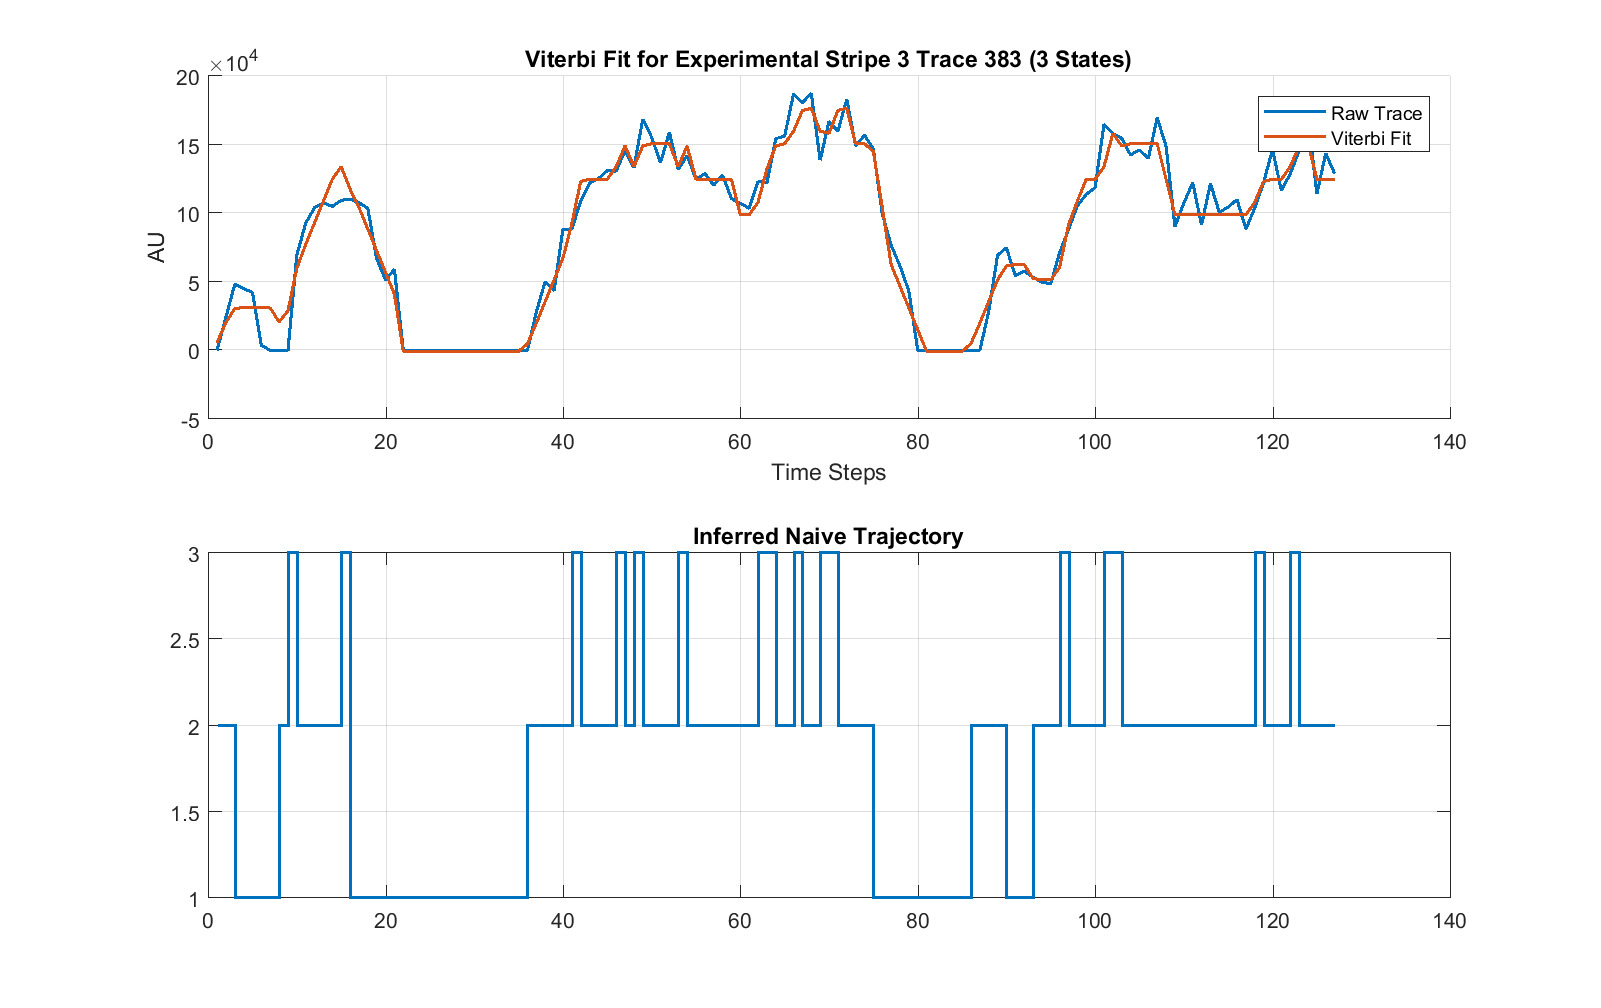 Viterbi Fit for Experimental Stripe 3 Trace 383 (3 States)
×10⁴
20
15
10
5
0
-5
AU
Raw Trace
Viterbi Fit
0 20 40 60 80 100 120 140
Time Steps
Inferred Naive Trajectory
3
2.5
2
1.5
1
0 20 40 60 80 100 120 140